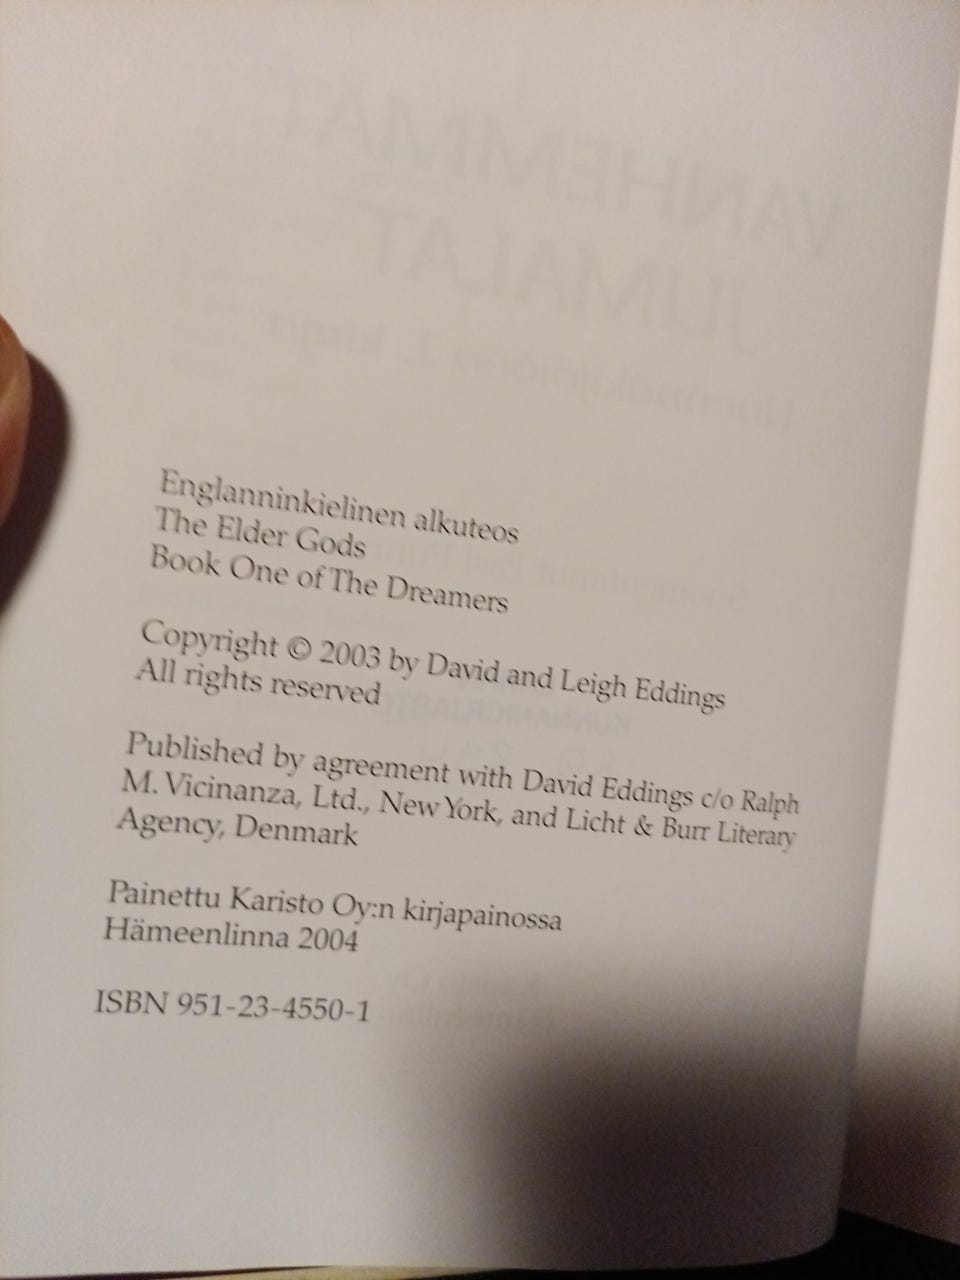 VANHEMMAT
JUMALAT
Englanninkielinen alkuteos
The Elder Gods
Book One of The Dreamers
Copyright © 2003 by David and Leigh Eddings
All rights reserved
Published by agreement with David Eddings c/o Ralph
M. Vicinanza, Ltd., New York, and Licht & Burr Literary
Agency, Denmark
Painettu Karisto Oy:n kirjapainossa
Hämeenlinna 2004
ISBN 951-23-4550-1